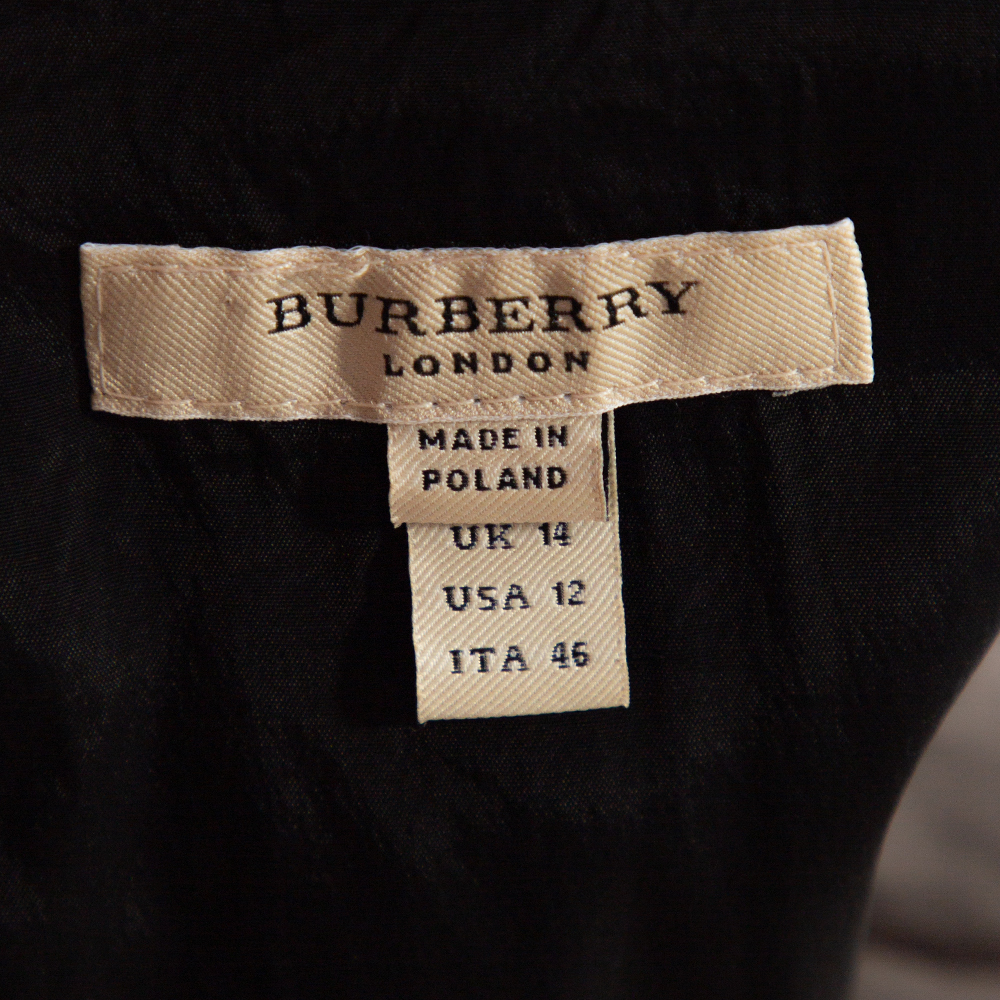 BURBERRY
LONDON
MADE IN
POLAND
UK 14
USA 12
ITA 46